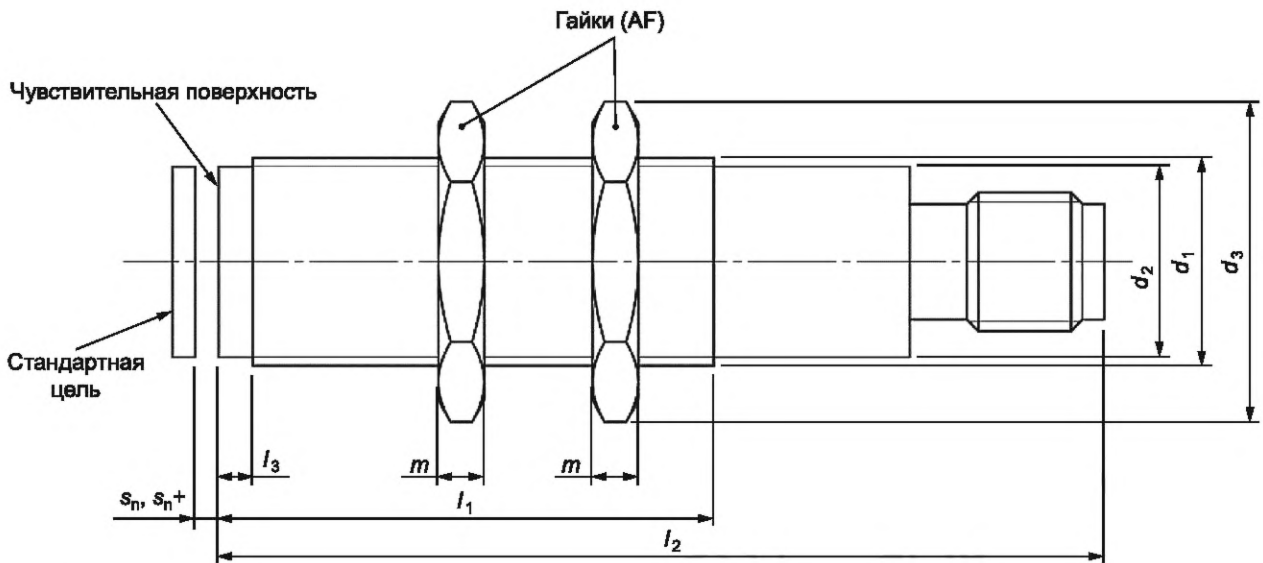 Гайки (AF)
Чувствительная поверхность
Стандартная
цель
d₂
d₁
d₃
l₃
m
m
sₙ, sₙ+
l₁
l₂